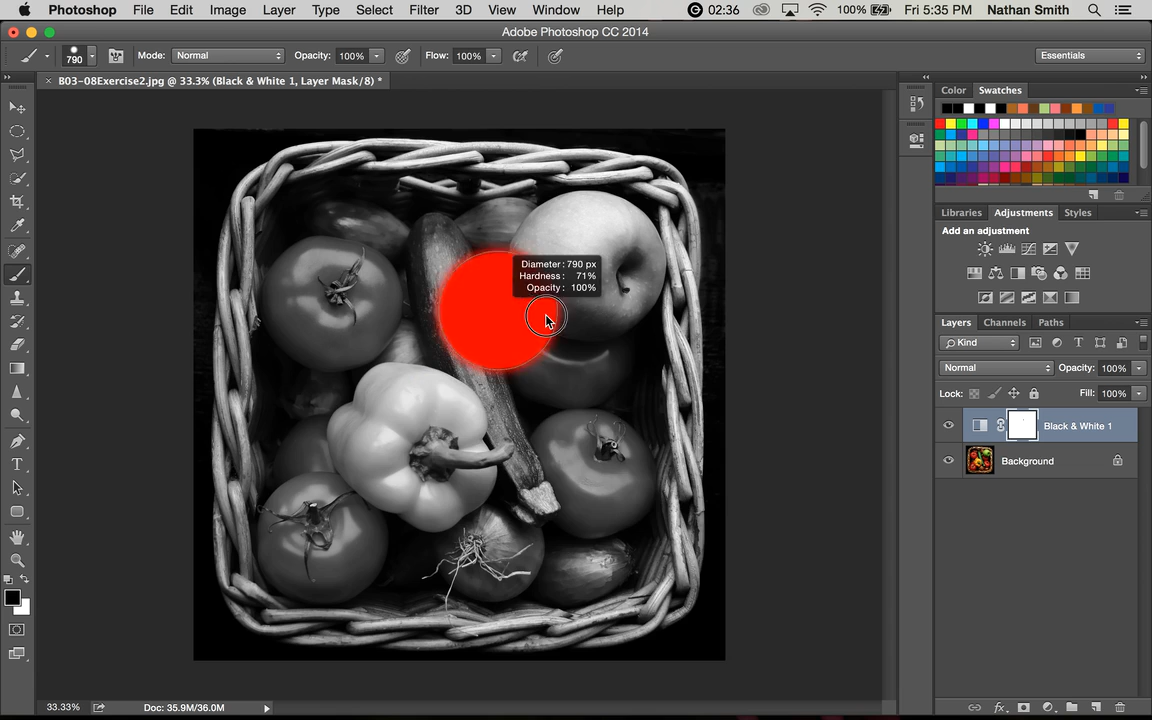 Photoshop File Edit Image Layer Type Select Filter 3D View Window Help 02:36 100% Fri 5:35 PM Nathan Smith
Adobe Photoshop CC 2014
790 Mode: Normal Opacity: 100% Flow: 100% Essentials
B03-08Exercise2.jpg @ 33.3% (Black & White 1, Layer Mask/8) *
Color Swatches
Libraries Adjustments Styles
Add an adjustment
Diameter: 790 px
Hardness: 71%
Opacity: 100%
Layers Channels Paths
Kind
Normal Opacity: 100%
Lock: Fill: 100%
Black & White 1
Background
33.33% Doc: 35.9M/36.0M